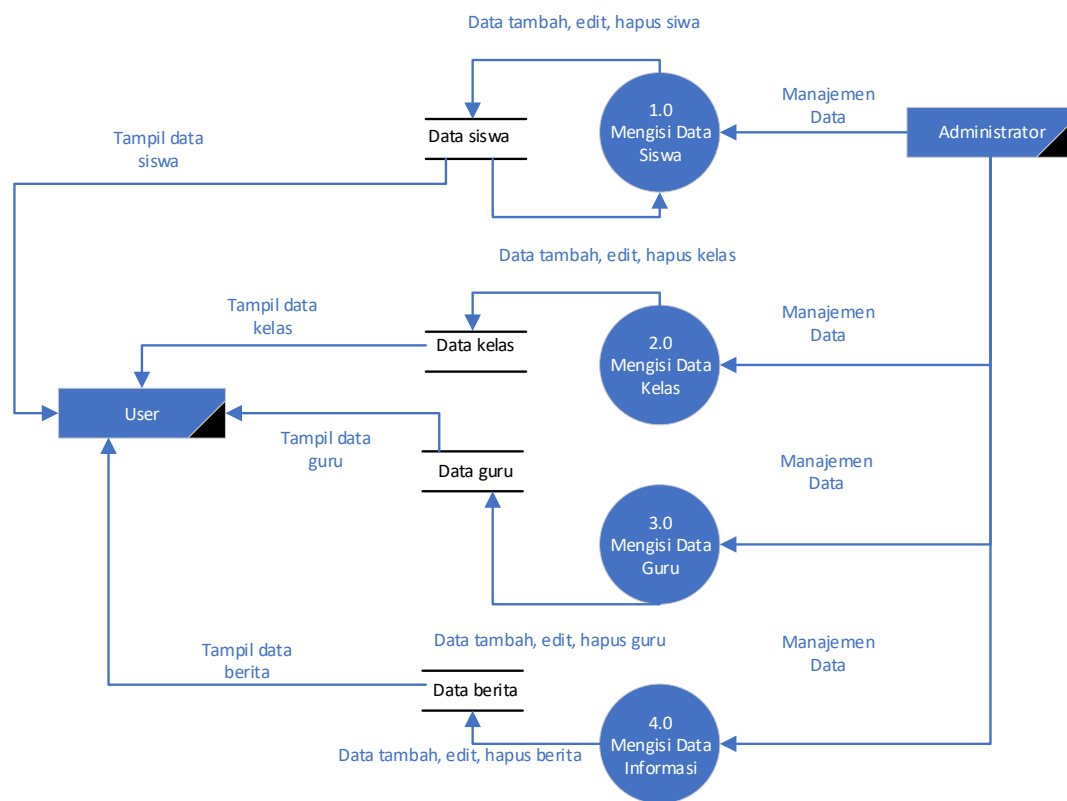 Data tambah, edit, hapus siwa
1.0
Mengisi Data
Siswa
Manajemen
Data
Administrator
Data siswa
Tampil data
siswa
Data tambah, edit, hapus kelas
Tampil data
kelas
Data kelas
2.0
Mengisi Data
Kelas
Manajemen
Data
User
Tampil data
guru
Data guru
3.0
Mengisi Data
Guru
Manajemen
Data
Data tambah, edit, hapus guru
Tampil data
berita
Data berita
4.0
Mengisi Data
Informasi
Manajemen
Data
Data tambah, edit, hapus berita